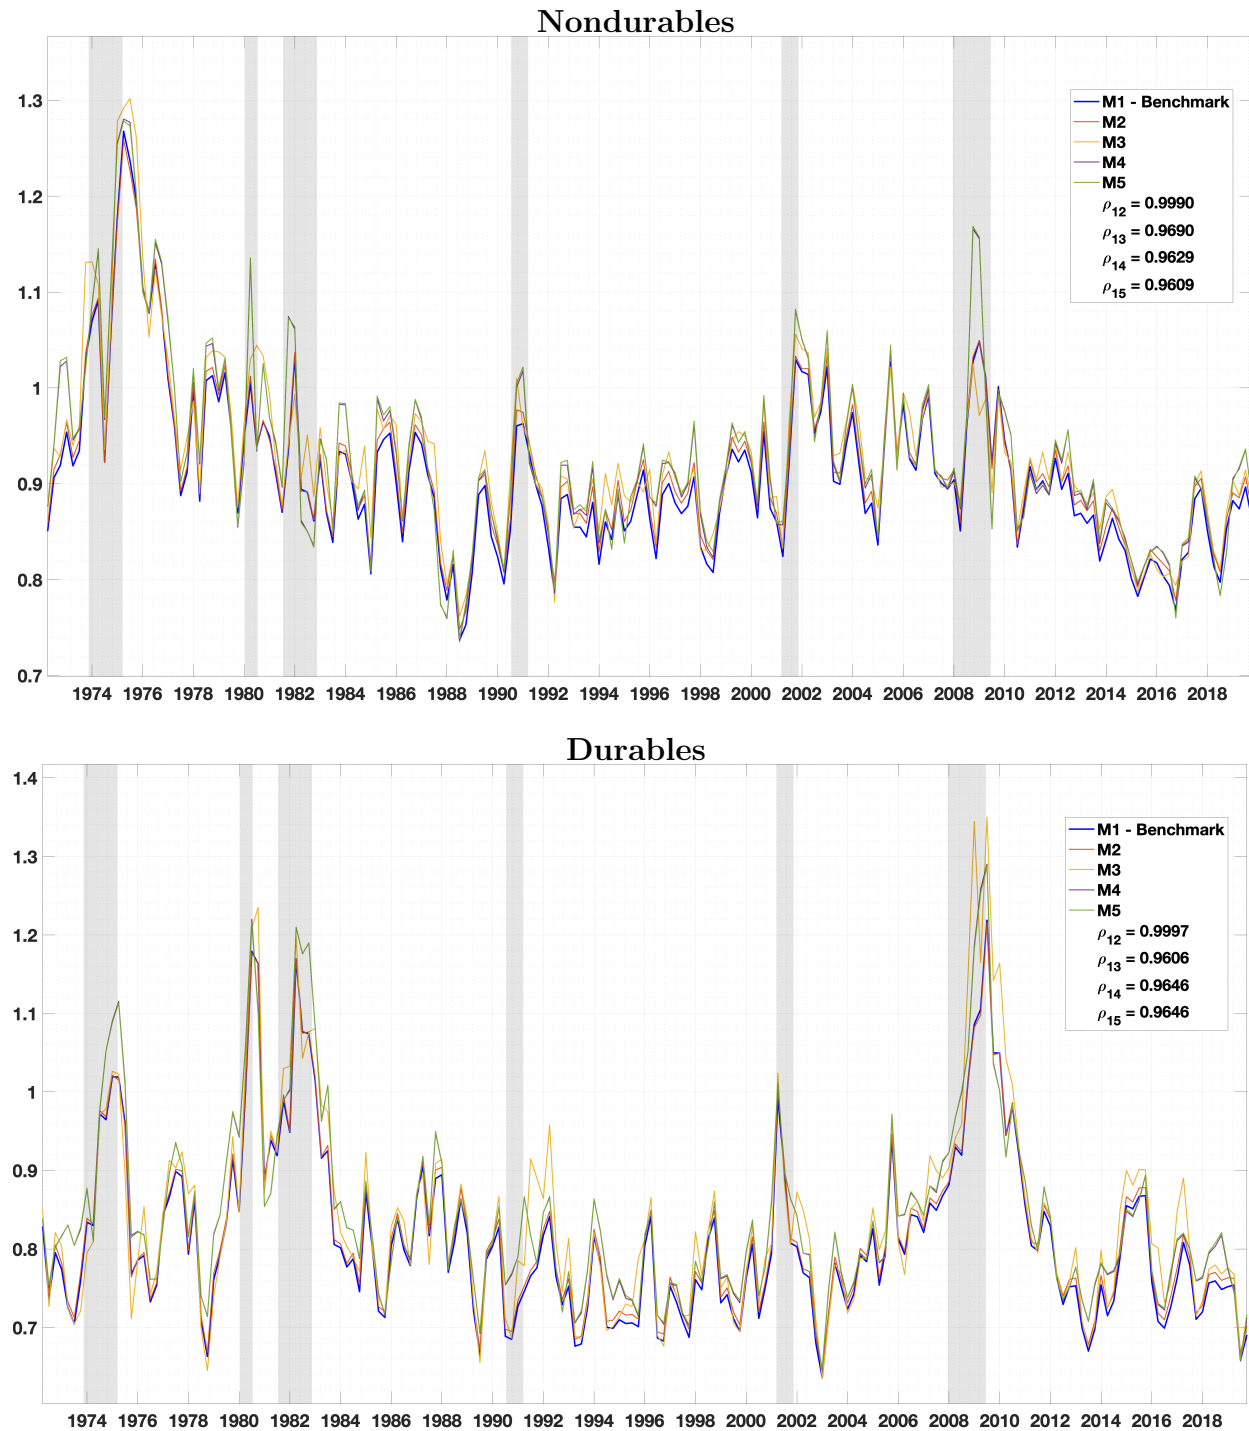 Nondurables
1.3
1.2
1.1
1
0.9
0.8
0.7
M1 - Benchmark
M2
M3
M4
M5
ρ12 = 0.9990
ρ13 = 0.9690
ρ14 = 0.9629
ρ15 = 0.9609
1974 1976 1978 1980 1982 1984 1986 1988 1990 1992 1994 1996 1998 2000 2002 2004 2006 2008 2010 2012 2014 2016 2018
Durables
1.4
1.3
1.2
1.1
1
0.9
0.8
0.7
M1 - Benchmark
M2
M3
M4
M5
ρ12 = 0.9997
ρ13 = 0.9606
ρ14 = 0.9646
ρ15 = 0.9646
1974 1976 1978 1980 1982 1984 1986 1988 1990 1992 1994 1996 1998 2000 2002 2004 2006 2008 2010 2012 2014 2016 2018